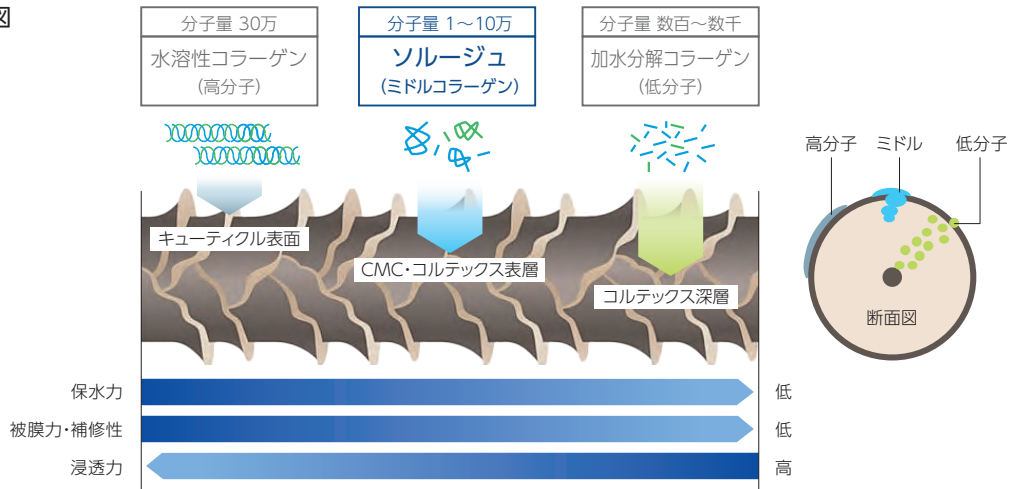 図
分子量 30万
水溶性コラーゲン
(高分子)
分子量 1～10万
ソルージュ
(ミドルコラーゲン)
分子量 数百～数千
加水分解コラーゲン
(低分子)
高分子
ミドル
低分子
キューティクル表面
CMC・コルテックス表層
コルテックス深層
断面図
保水力
低
被膜力・補修性
低
浸透力
高